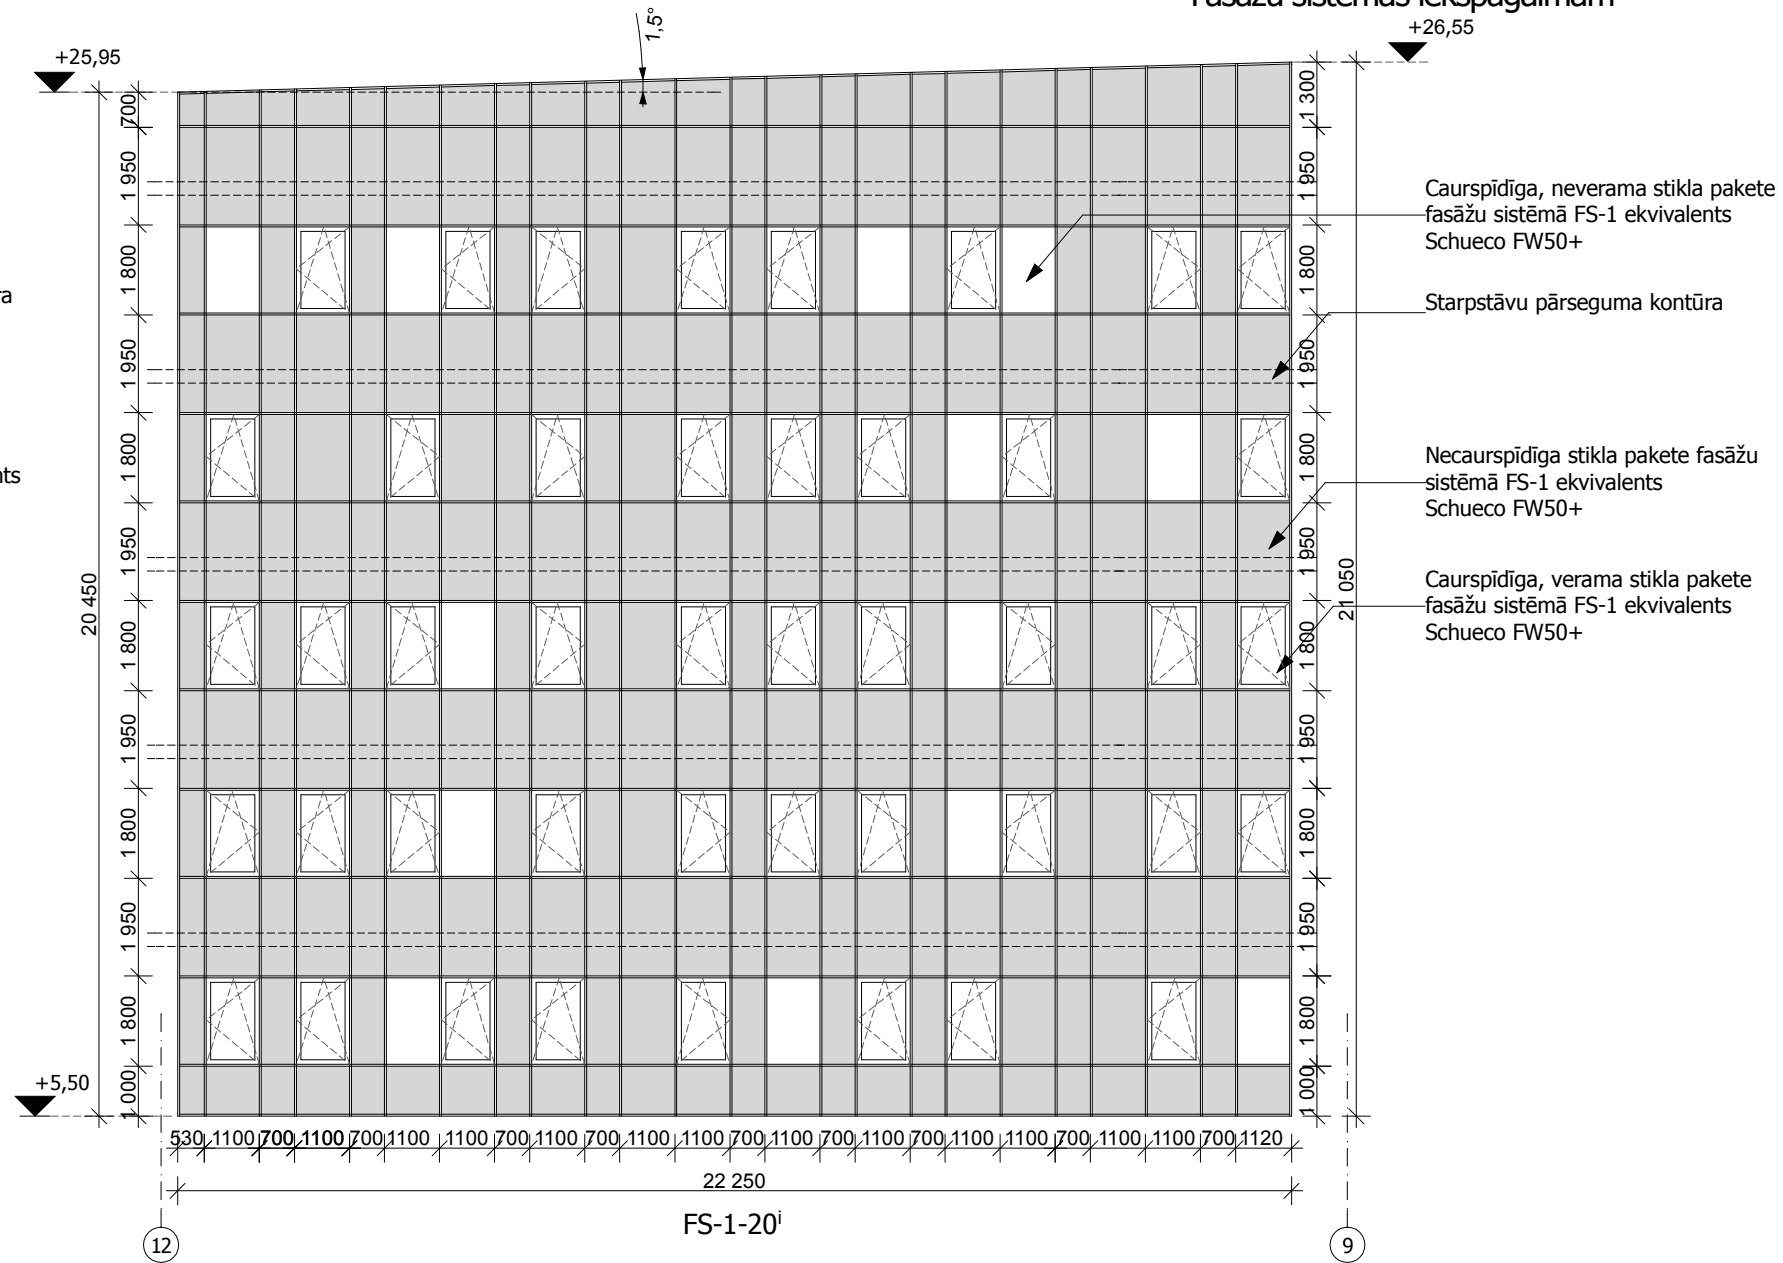 Fasāžu sistēmas iekšpagalmam
+25,95
1,5°
+26,55
700
1 950
1 800
1 950
1 800
1 950
1 800
1 950
1 800
1 950
1 800
1 000
20 450
+5,50
1 300
1 950
1 800
1 950
1 800
1 950
1 800
1 950
1 800
1 950
1 800
1 000
21 050
Caurspīdīga, neverama stikla pakete
fasāžu sistēmā FS-1 ekvivalents
Schueco FW50+
Starpstāvu pārseguma kontūra
Necaurspīdīga stikla pakete fasāžu
sistēmā FS-1 ekvivalents
Schueco FW50+
Caurspīdīga, verama stikla pakete
fasāžu sistēmā FS-1 ekvivalents
Schueco FW50+
530 1100 700 1100 700 1100 1100 700 1100 700 1100 1100 700 1100 700 1100 700 1100 1100 700 1100 1100 700 1120
22 250
FS-1-20i
12
9